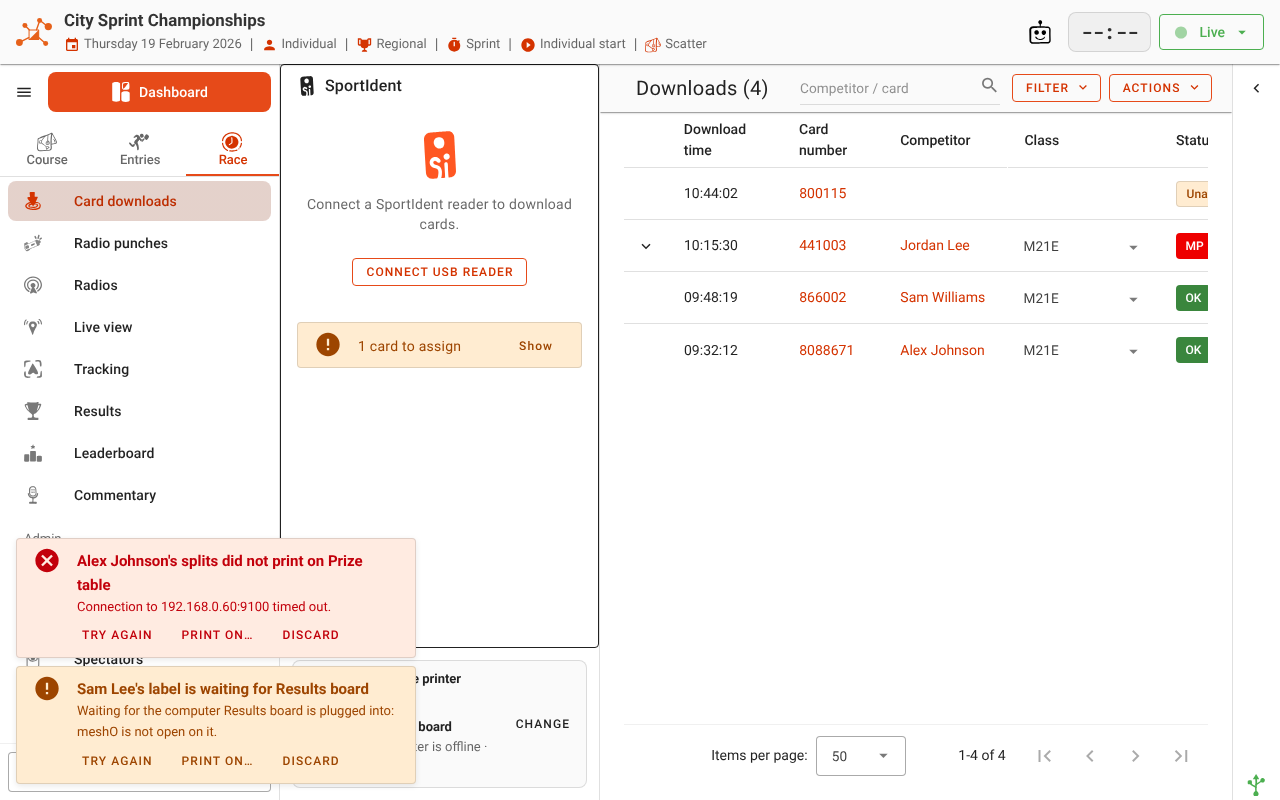 City Sprint Championships
Thursday 19 February 2026 | Individual | Regional | Sprint | Individual start | Scatter
--:--
Live
Dashboard
Course
Entries
Race
Card downloads
Radio punches
Radios
Live view
Tracking
Results
Leaderboard
Commentary
Spectators
SportIdent
Si
Connect a SportIdent reader to download
cards.
CONNECT USB READER
1 card to assign
Show
Downloads (4)
Competitor / card
FILTER
ACTIONS
Download
time
Card
number
Competitor
Class
Statu
10:44:02 800115 Una
10:15:30 441003 Jordan Lee M21E MP
09:48:19 866002 Sam Williams M21E OK
09:32:12 8088671 Alex Johnson M21E OK
Alex Johnson's splits did not print on Prize
table
Connection to 192.168.0.60:9100 timed out.
TRY AGAIN PRINT ON… DISCARD
Sam Lee's label is waiting for Results board
Waiting for the computer Results board is plugged into:
meshO is not open on it.
TRY AGAIN PRINT ON… DISCARD
printer
board
is offline ·
CHANGE
Items per page: 50
1-4 of 4